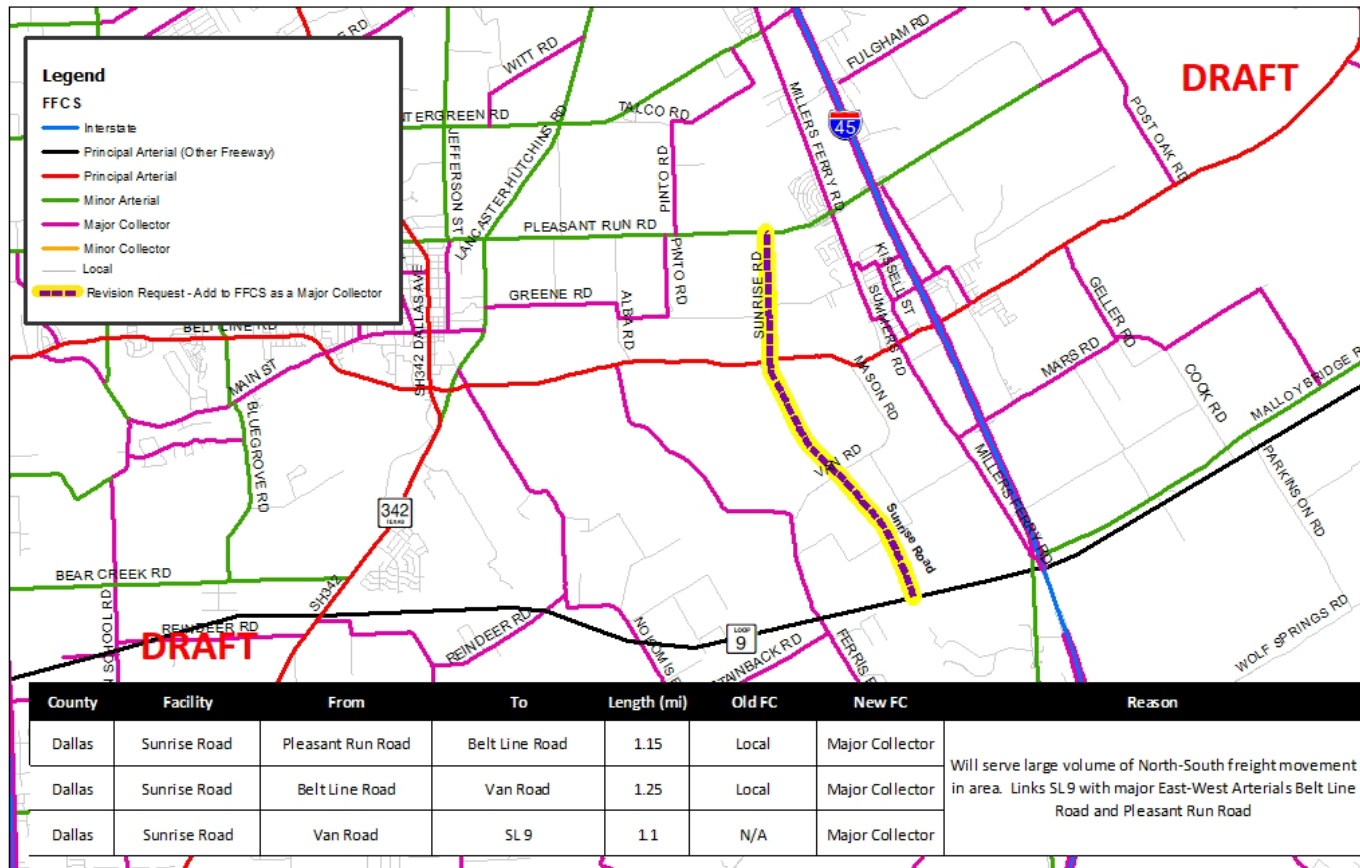 E RD
WITT RD
FULGHAM RD
DRAFT
Legend
FFCS
Interstate
Principal Arterial (Other Freeway)
Principal Arterial
Minor Arterial
Major Collector
Minor Collector
Local
Revision Request - Add to FFCS as a Major Collector
NTERGREEN RD
TALCO RD
JEFFERSON ST
LANCASTER HUTCHINS RD
PINTO RD
MILLERS FERRY RD
45
POST OAK RD
PLEASANT RUN RD
PINTO RD
SUNRISE RD
KISSELL ST
SUMMERS RD
GREENE RD
ALBA RD
GELLER RD
BELT LINE RD
SH342 DALLAS AVE
MAIN ST
BLUEGROVE RD
MASON RD
MARS RD
COCK RD
MALLOY BRIDGE R
VAN RD
MILLERS FERRY RD
PARKINSON RD
342
TEXAS
Sunrise Road
BEAR CREEK RD
SH342
N SCHOOL RD
REINDEER RD
DRAFT
REINDEER RD
NOKOMIS R
LOOP
9
STAINBACK RD
FERRIS
WOLF SPRINGS RD
County Facility From To Length (mi) Old FC New FC Reason
Dallas Sunrise Road Pleasant Run Road Belt Line Road 1.15 Local Major Collector
Dallas Sunrise Road Belt Line Road Van Road 1.25 Local Major Collector
Dallas Sunrise Road Van Road SL 9 1.1 N/A Major Collector
Will serve large volume of North-South freight movement
in area. Links SL 9 with major East-West Arterials Belt Line
Road and Pleasant Run Road